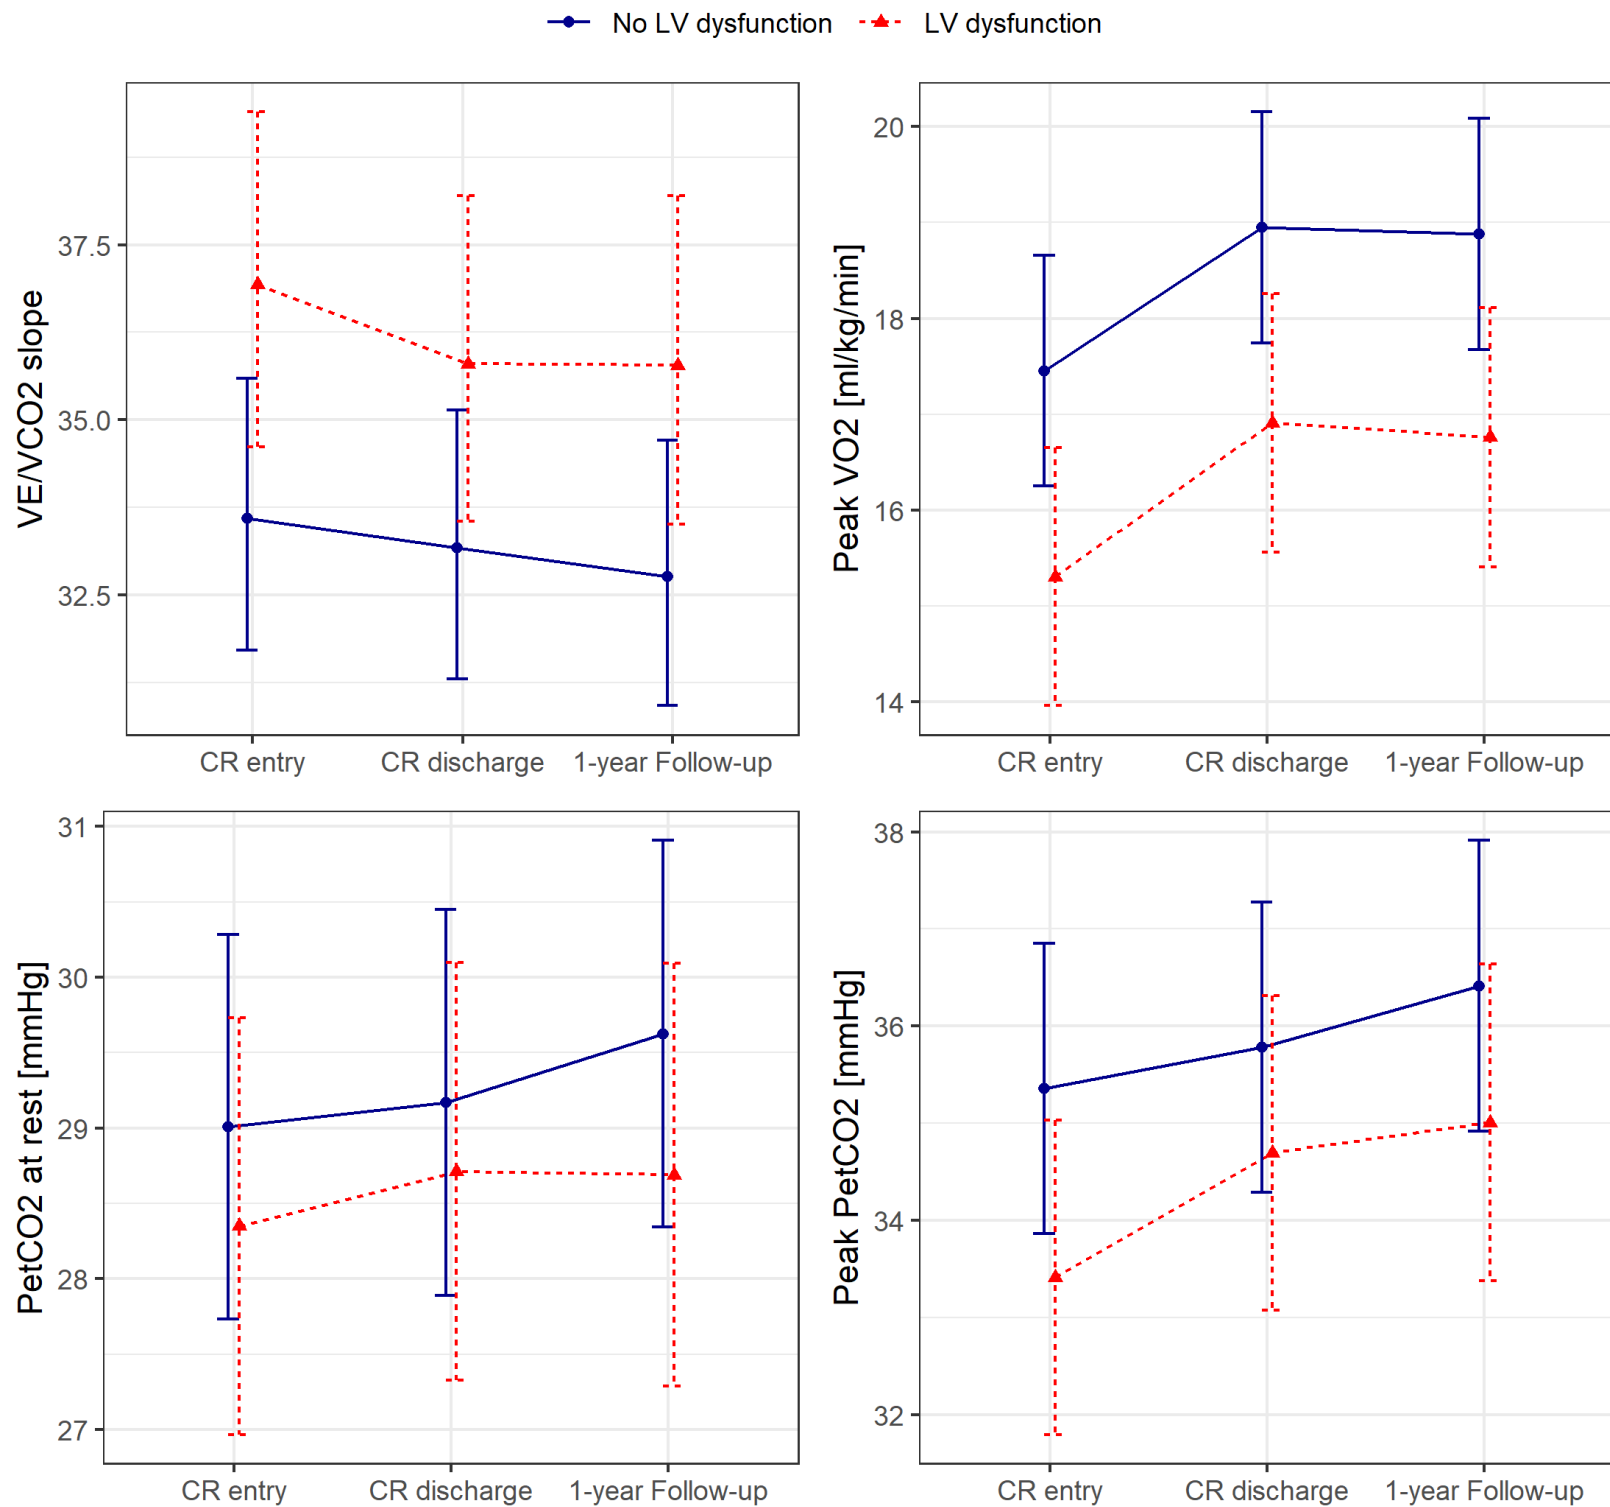 No LV dysfunction LV dysfunction
VE/VCO2 slope
37.5
35.0
32.5
CR entry CR discharge 1-year Follow-up
Peak VO2 [ml/kg/min]
20
18
16
14
CR entry CR discharge 1-year Follow-up
PetCO2 at rest [mmHg]
31
30
29
28
27
CR entry CR discharge 1-year Follow-up
Peak PetCO2 [mmHg]
38
36
34
32
CR entry CR discharge 1-year Follow-up